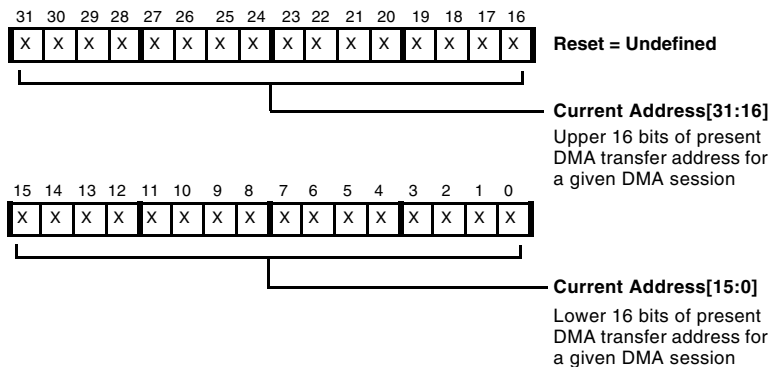 31 30 29 28 27 26 25 24 23 22 21 20 19 18 17 16
X X X X X X X X X X X X X X X X
Reset = Undefined
Current Address[31:16]
Upper 16 bits of present
DMA transfer address for
a given DMA session
15 14 13 12 11 10 9 8 7 6 5 4 3 2 1 0
X X X X X X X X X X X X X X X X
Current Address[15:0]
Lower 16 bits of present
DMA transfer address for
a given DMA session